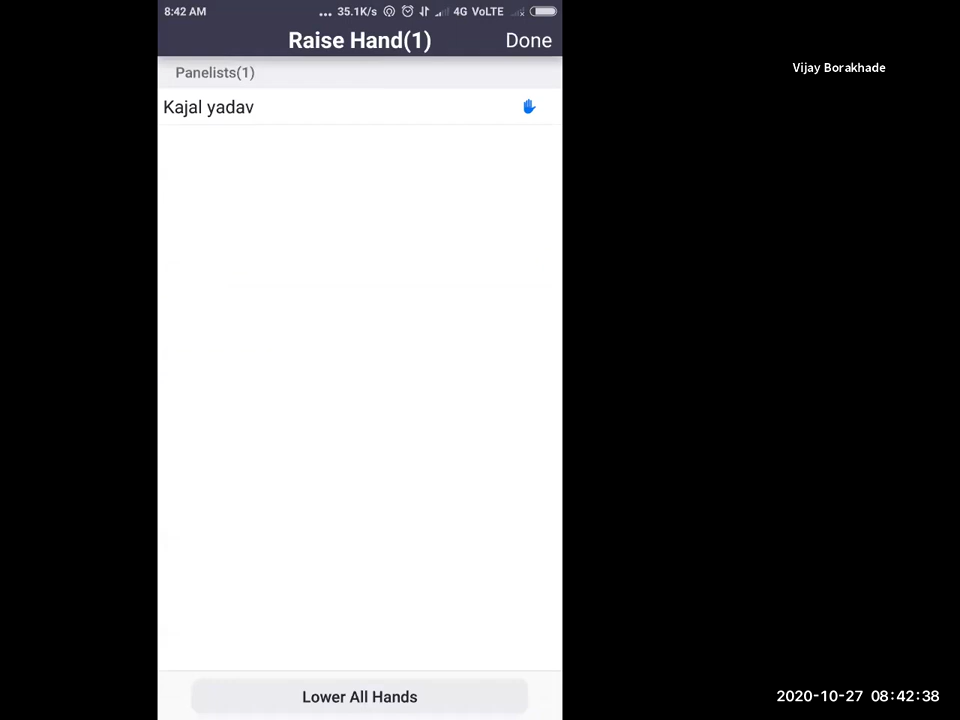 8:42 AM
... 35.1K/s 4G VoLTE
Raise Hand(1)
Done
Vijay Borakhade
Panelists(1)
Kajal yadav
Lower All Hands
2020-10-27 08:42:38